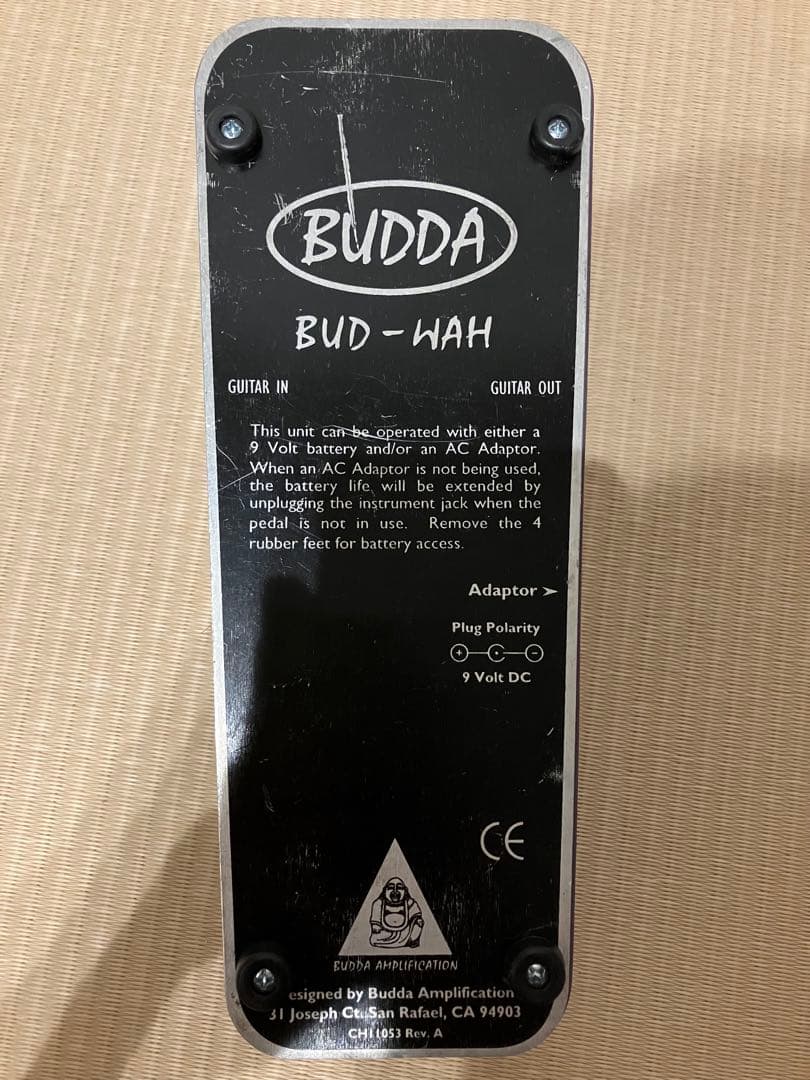 BUDDA
BUD-WAH
GUITAR IN GUITAR OUT
This unit can be operated with either a
9 Volt battery and/or an AC Adaptor.
When an AC Adaptor is not being used,
the battery life will be extended by
unplugging the instrument jack when the
pedal is not in use. Remove the 4
rubber feet for battery access.
Adaptor ➢
Plug Polarity
+ -
9 Volt DC
CE
BUDDA AMPLIFICATION
esigned by Budda Amplification
31 Joseph Ct. San Rafael, CA 94903
CH11053 Rev. A